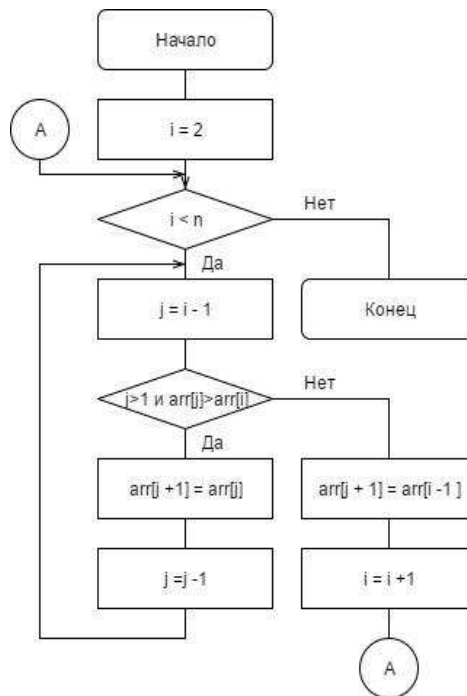 Начало
A
i = 2
i < n
Нет
Да
j = i - 1
Конец
j>1 и arr[j]>arr[i]
Нет
Да
arr[j +1] = arr[j]
arr[j + 1] = arr[i -1 ]
j =j -1
i = i +1
A